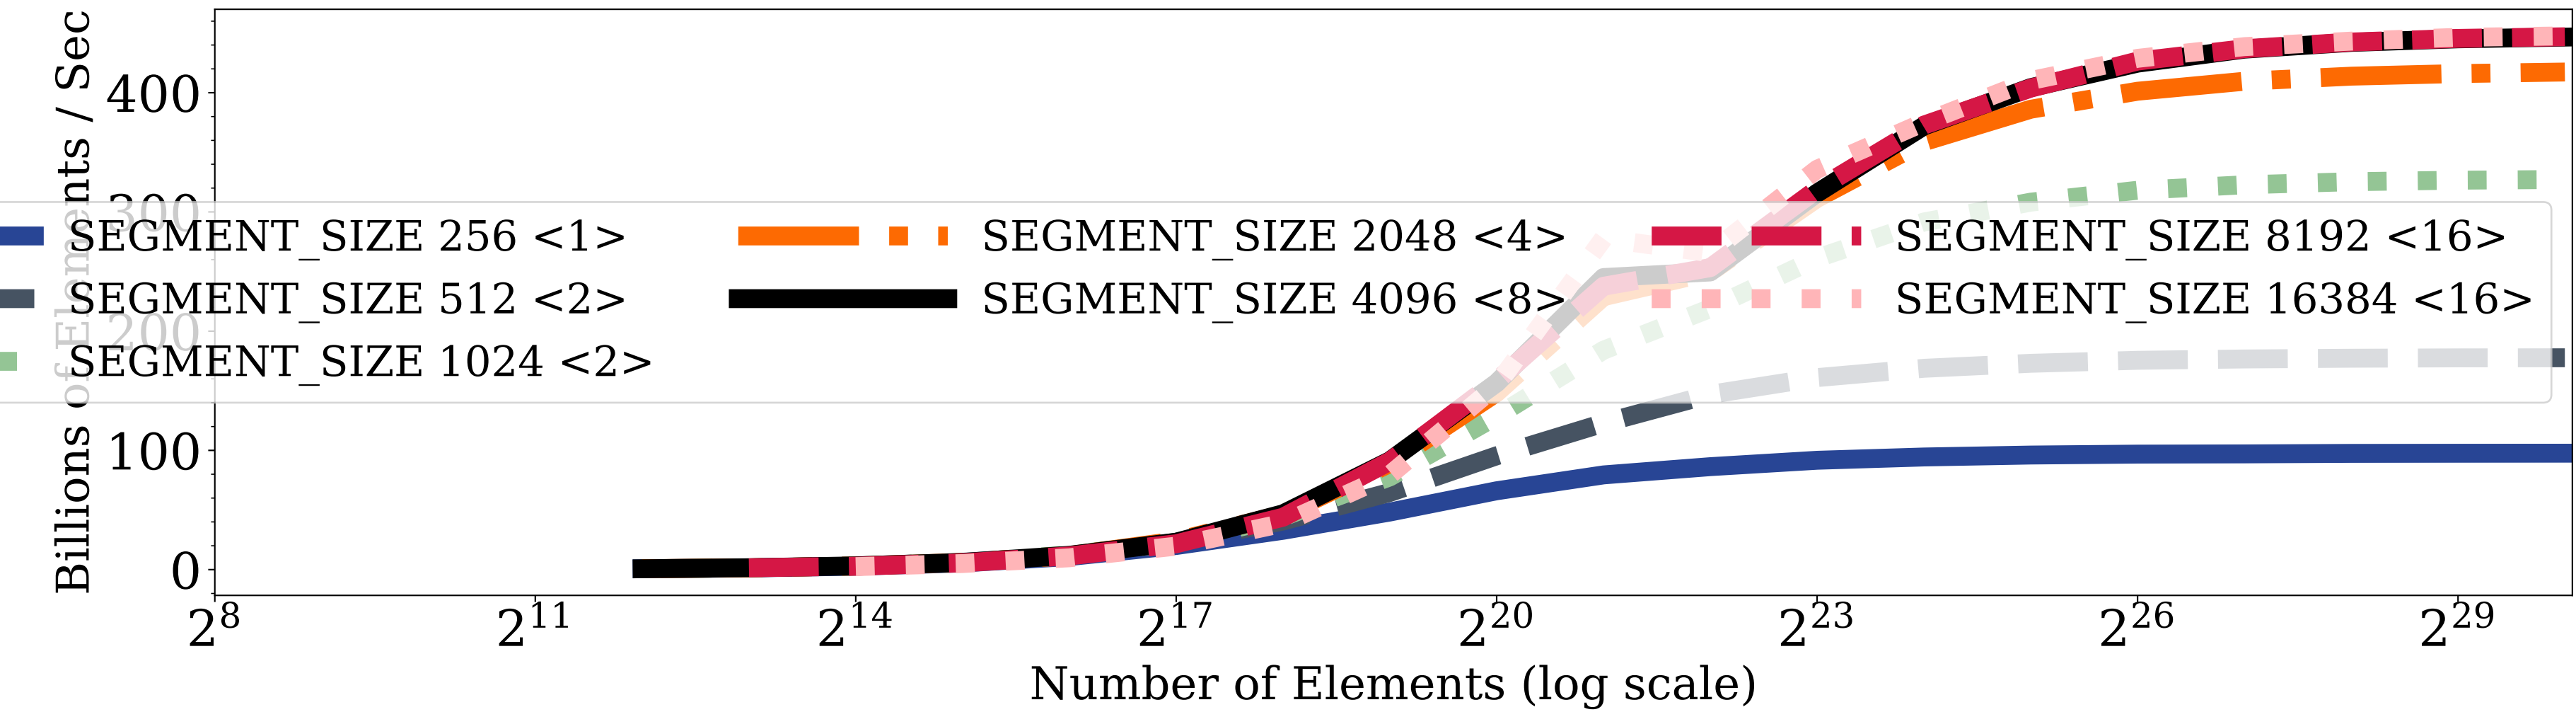 Billions of Elements / Sec
400
300
200
100
0
SEGMENT_SIZE 256 <1>
SEGMENT_SIZE 512 <2>
SEGMENT_SIZE 1024 <2>
SEGMENT_SIZE 2048 <4>
SEGMENT_SIZE 4096 <8>
SEGMENT_SIZE 8192 <16>
SEGMENT_SIZE 16384 <16>
2^8 2^11 2^14 2^17 2^20 2^23 2^26 2^29
Number of Elements (log scale)